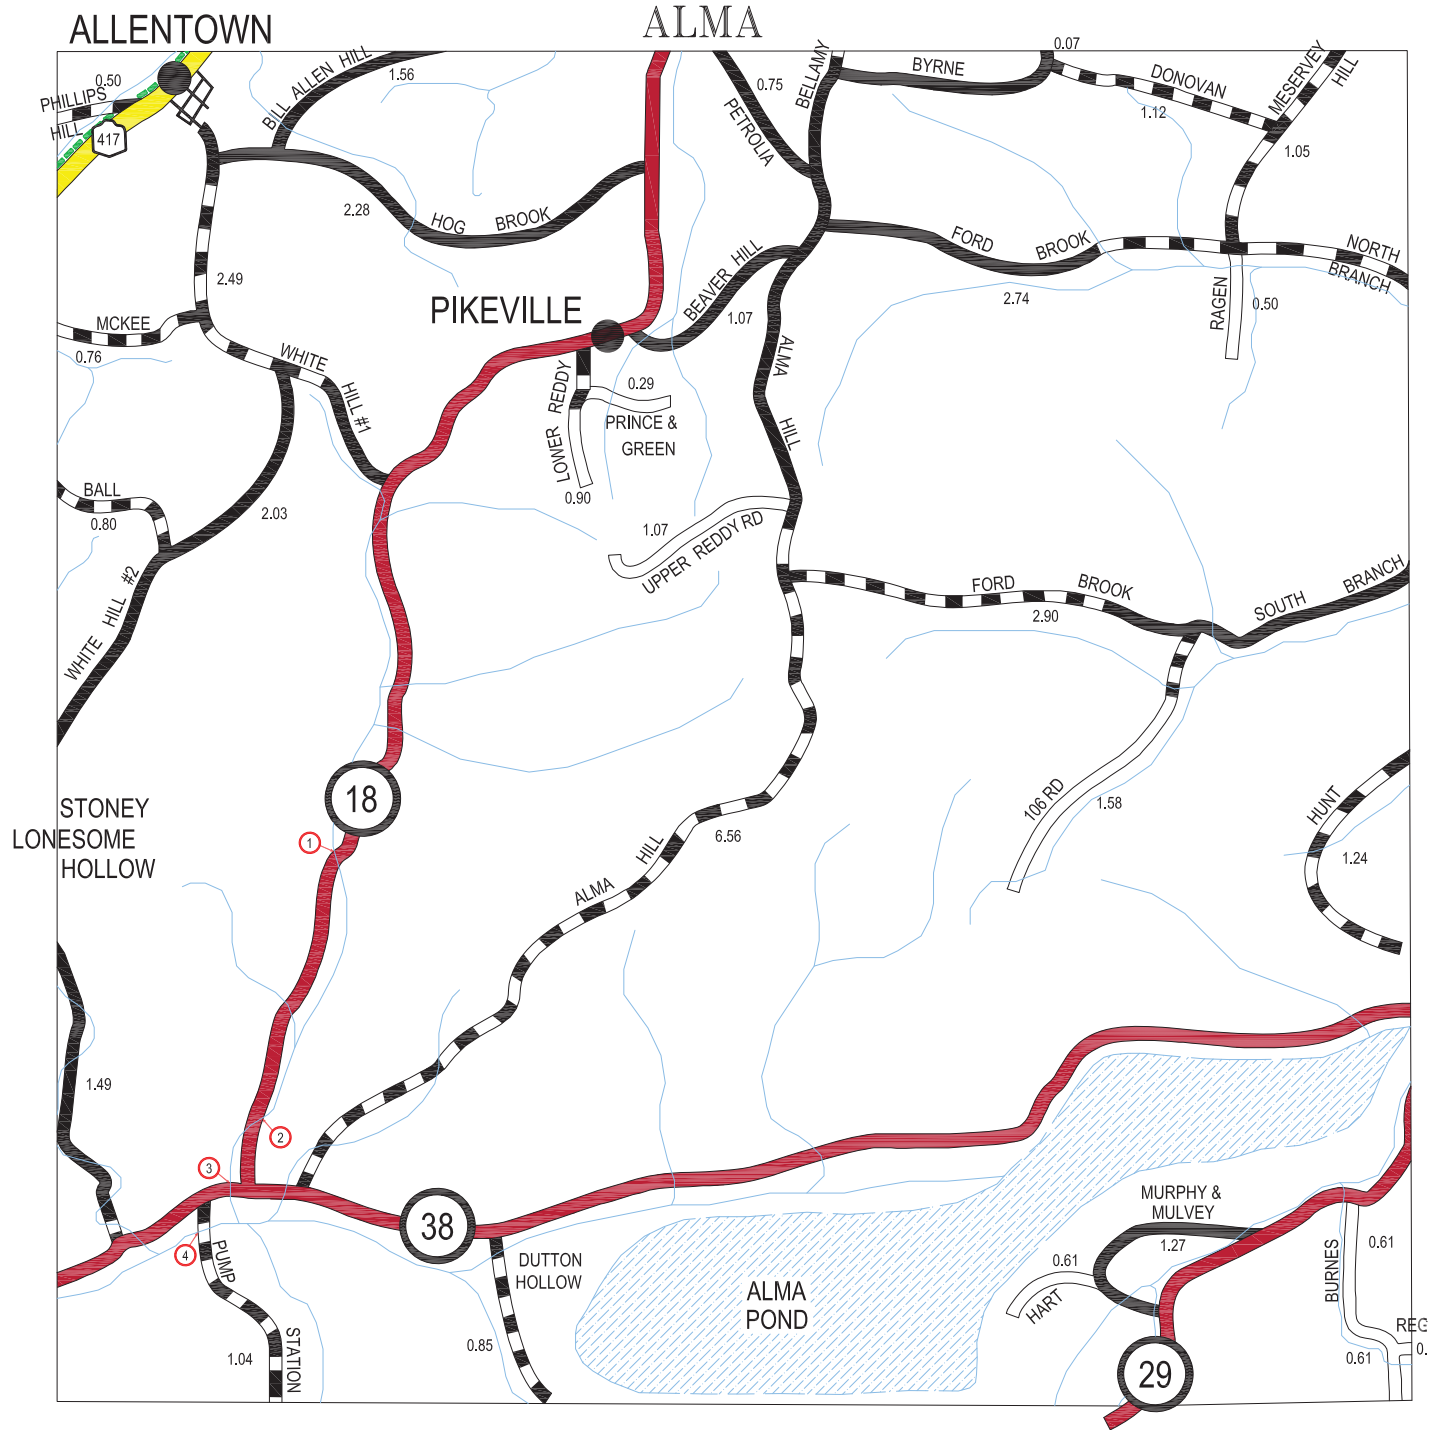 ALMA
ALLENTOWN
0.50
PHILLIPS
HILL
417
BILL ALLEN HILL
1.56
0.75
PETROLIA
BELLAMY
BYRNE
0.07
DONOVAN
1.12
MESERVEY
HILL
1.05
2.28
HOG BROOK
FORD BROOK
2.74
NORTH
BRANCH
RAGEN
0.50
2.49
PIKEVILLE
BEAVER HILL
1.07
MCKEE
0.76
WHITE
HILL #1
LOWER REDDY
0.29
PRINCE &
GREEN
0.90
ALMA
HILL
BALL
0.80
2.03
1.07
UPPER REDDY RD
WHITE HILL #2
FORD BROOK
2.90
SOUTH BRANCH
18
STONEY
LONESOME
HOLLOW
1
106 RD
1.58
HUNT
1.24
6.56
ALMA HILL
1.49
2
3
4
38
PUMP
STATION
1.04
DUTTON
HOLLOW
0.85
ALMA
POND
MURPHY &
MULVEY
1.27
0.61
HART
29
BURNES
0.61
0.61
REG
0.